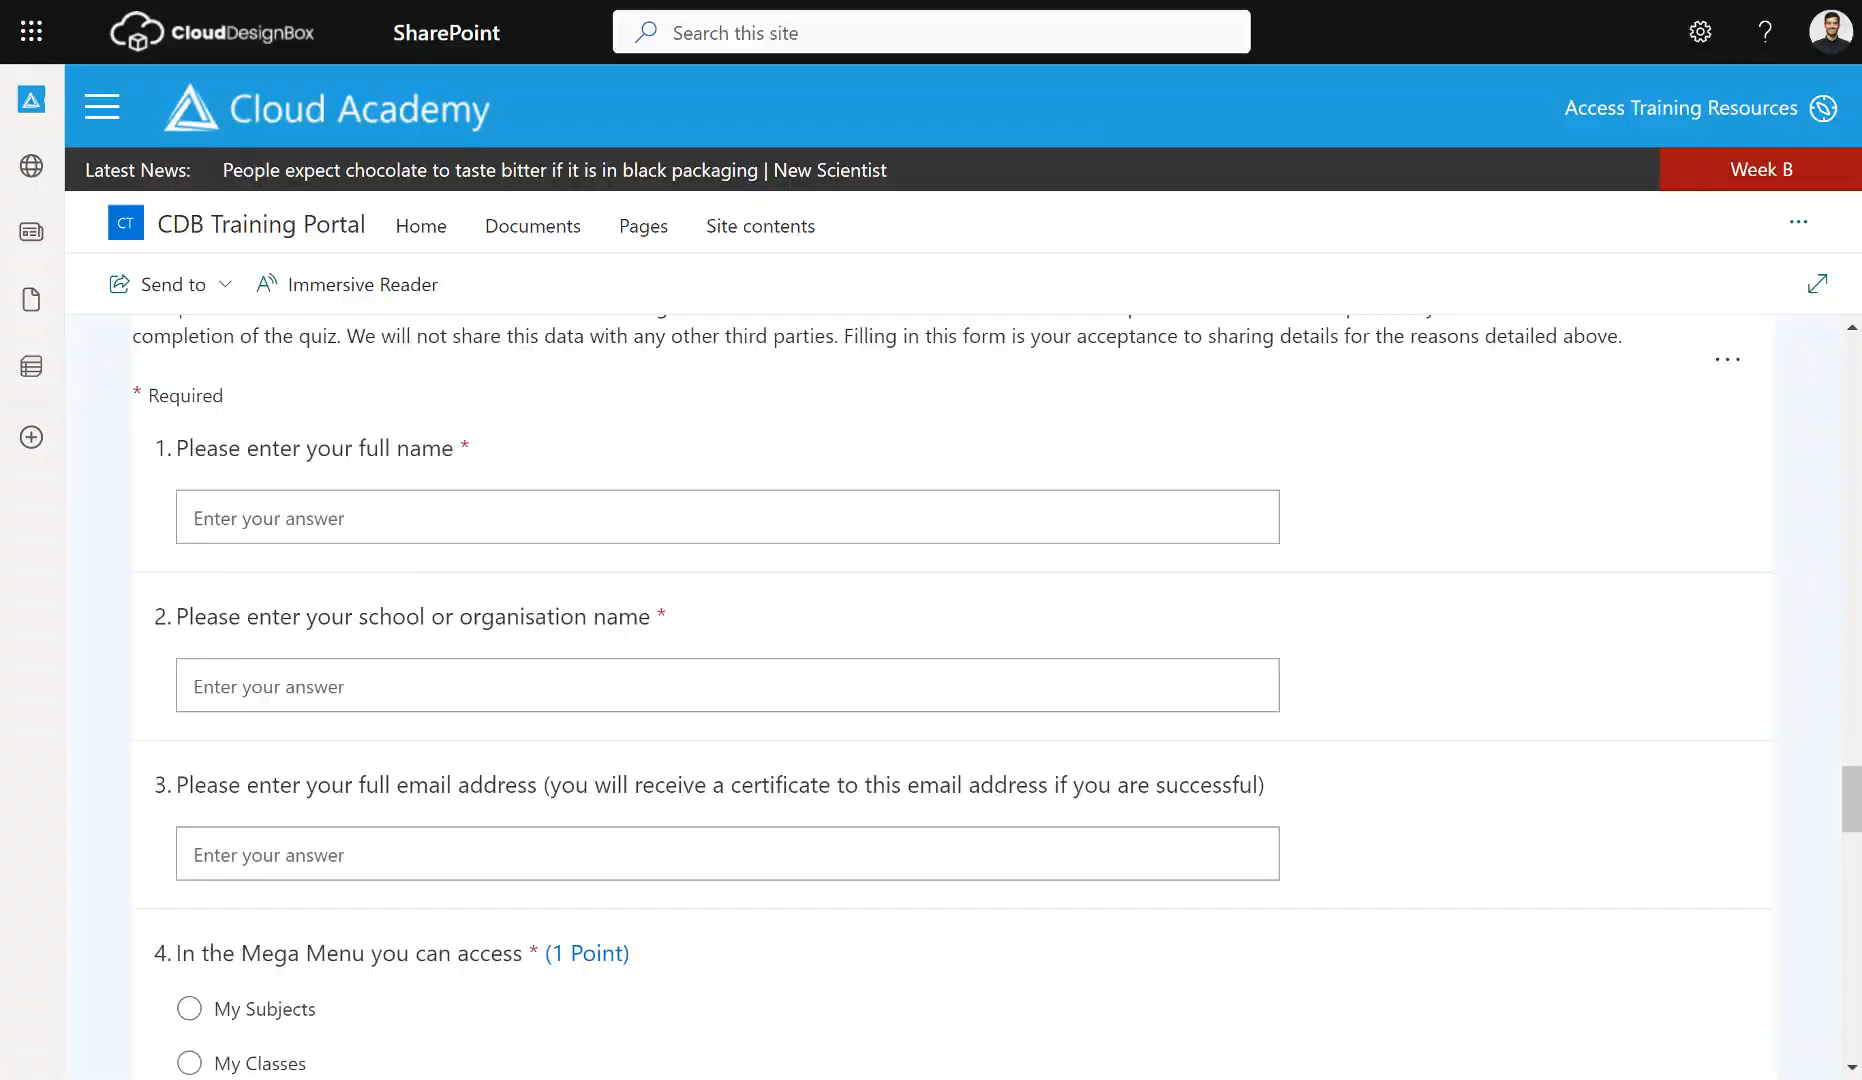 CloudDesignBox
SharePoint
Search this site
Cloud Academy
Access Training Resources
Latest News:
People expect chocolate to taste bitter if it is in black packaging | New Scientist
Week B
CT
CDB Training Portal
Home
Documents
Pages
Site contents
Send to
Immersive Reader
completion of the quiz. We will not share this data with any other third parties. Filling in this form is your acceptance to sharing details for the reasons detailed above.
* Required
1. Please enter your full name *
Enter your answer
2. Please enter your school or organisation name *
Enter your answer
3. Please enter your full email address (you will receive a certificate to this email address if you are successful)
Enter your answer
4. In the Mega Menu you can access * (1 Point)
My Subjects
My Classes